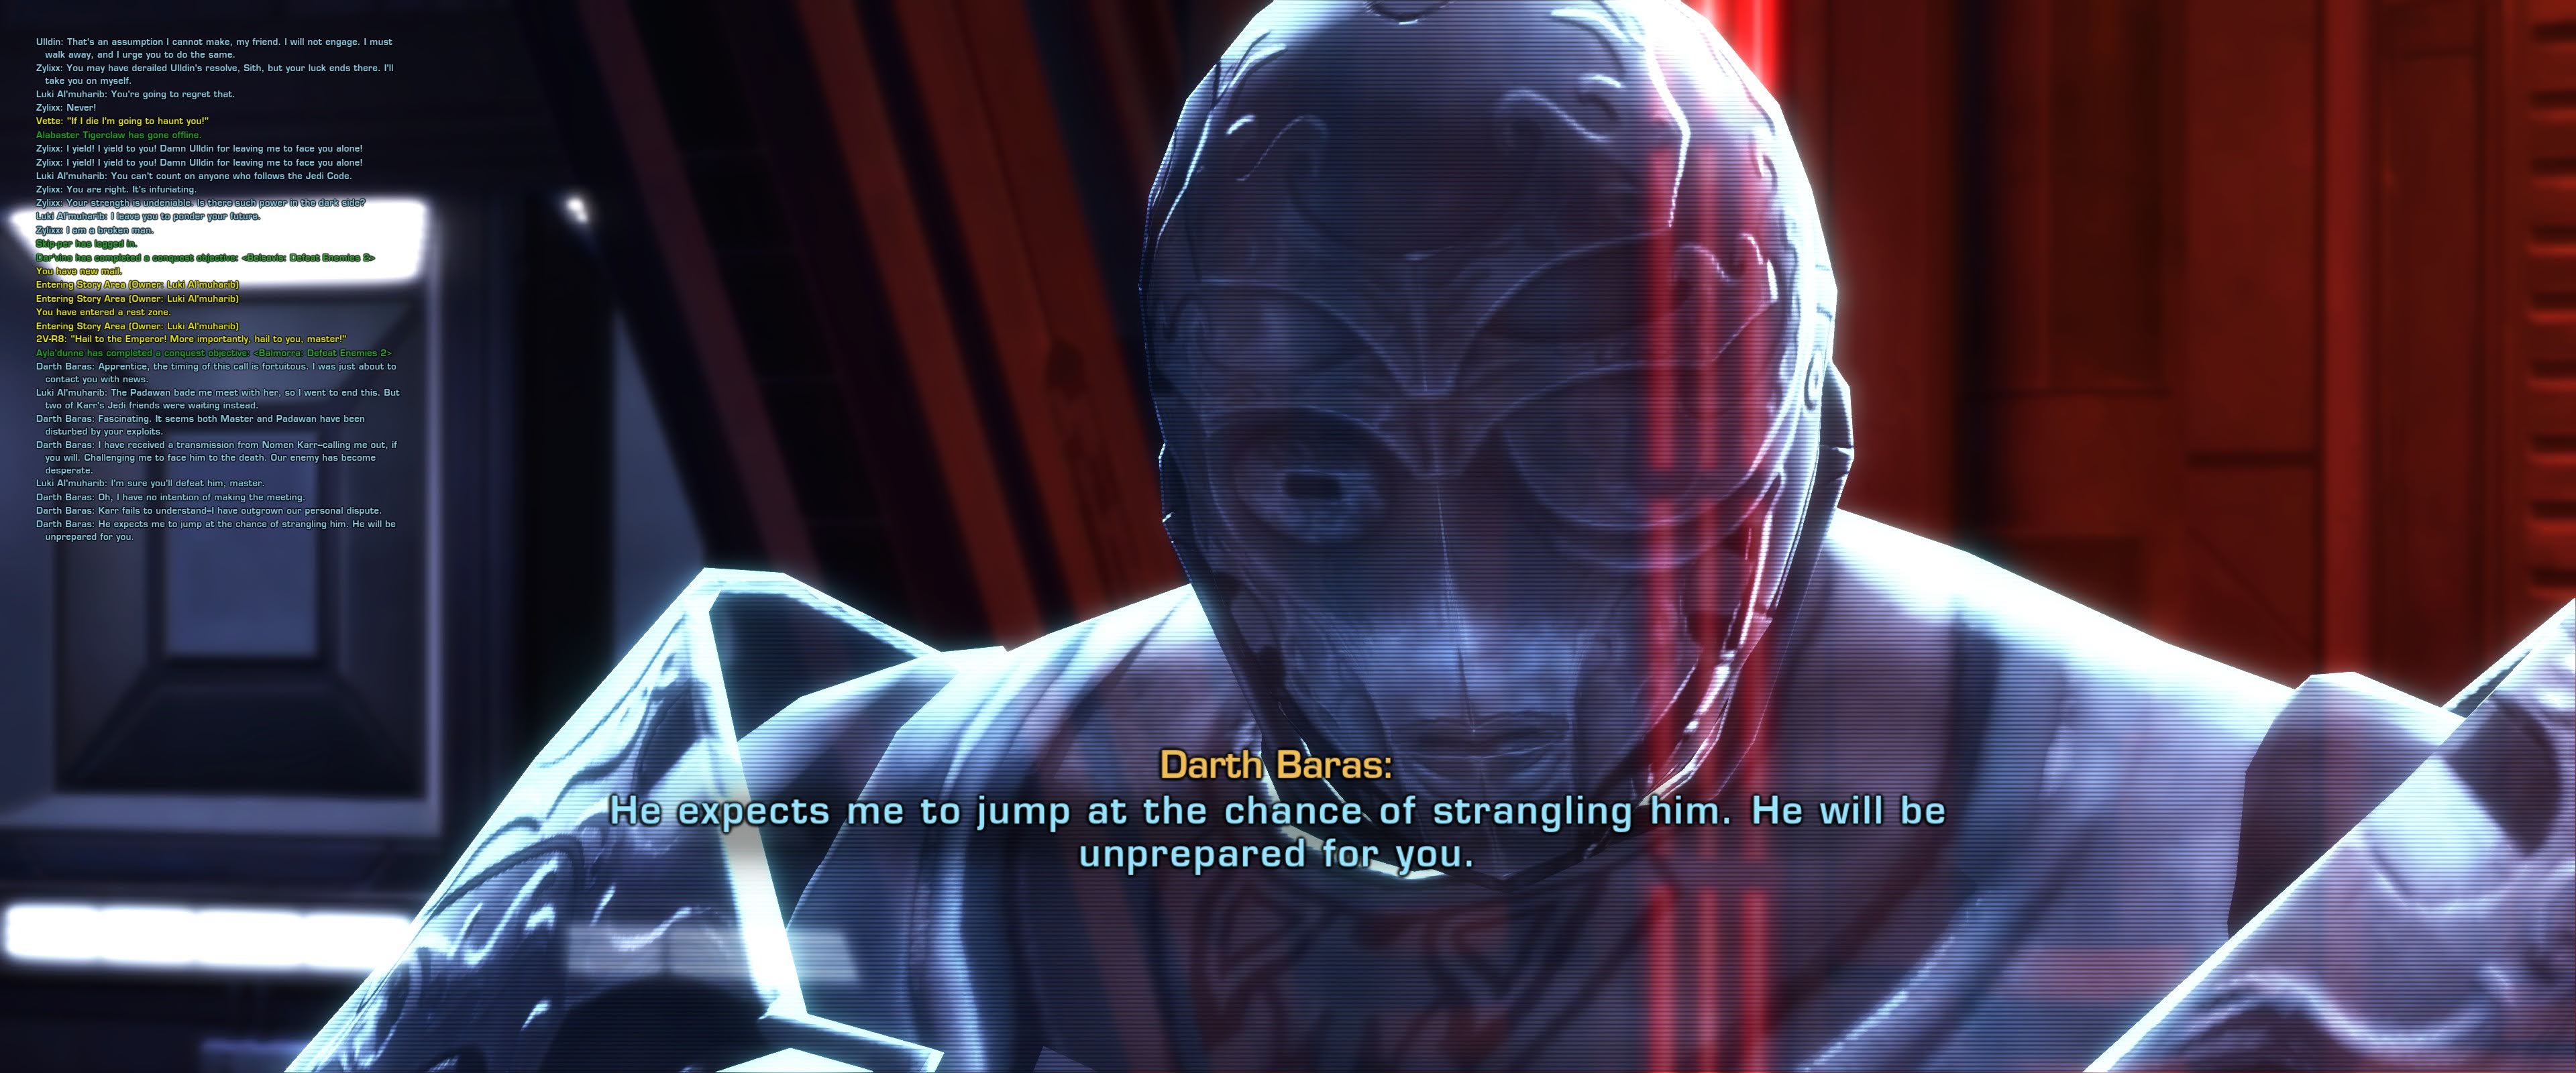 Ulldin: That's an assumption I cannot make, my friend. I will not engage. I must
walk away, and I urge you to do the same.
Zylixx: You may have derailed Ulldin's resolve, Sith, but your luck ends there. I'll
take you on myself.
Luki Al'muharib: You're going to regret that.
Zylixx: Never!
Vette: "If I die I'm going to haunt you!"
Alabaster Tigerclaw has gone offline.
Zylixx: I yield! I yield to you! Damn Ulldin for leaving me to face you alone!
Zylixx: I yield! I yield to you! Damn Ulldin for leaving me to face you alone!
Luki Al'muharib: You can't count on anyone who follows the Jedi Code.
Zylixx: You are right. It's infuriating.
Zylixx: Your strength is undeniable. Is there such power in the dark side?
Luki Al'muharib: I leave you to ponder your future.
Zylixx: I am a broken man.
Skip-per has logged in.
Dar'vino has completed a conquest objective: <Belsavis: Defeat Enemies 2>
You have new mail.
Entering Story Area (Owner: Luki Al'muharib)
Entering Story Area (Owner: Luki Al'muharib)
You have entered a rest zone.
Entering Story Area (Owner: Luki Al'muharib)
2V-R8: "Hail to the Emperor! More importantly, hail to you, master!"
Ayla'dunne has completed a conquest objective: <Balmorra: Defeat Enemies 2>
Darth Baras: Apprentice, the timing of this call is fortuitous. I was just about to
contact you with news.
Luki Al'muharib: The Padawan bade me meet with her, so I went to end this. But
two of Karr's Jedi friends were waiting instead.
Darth Baras: Fascinating. It seems both Master and Padawan have been
disturbed by your exploits.
Darth Baras: I have received a transmission from Nomen Karr–calling me out, if
you will. Challenging me to face him to the death. Our enemy has become
desperate.
Luki Al'muharib: I'm sure you'll defeat him, master.
Darth Baras: Oh, I have no intention of making the meeting.
Darth Baras: Karr fails to understand–I have outgrown our personal dispute.
Darth Baras: He expects me to jump at the chance of strangling him. He will be
unprepared for you.
Darth Baras:
He expects me to jump at the chance of strangling him. He will be
unprepared for you.